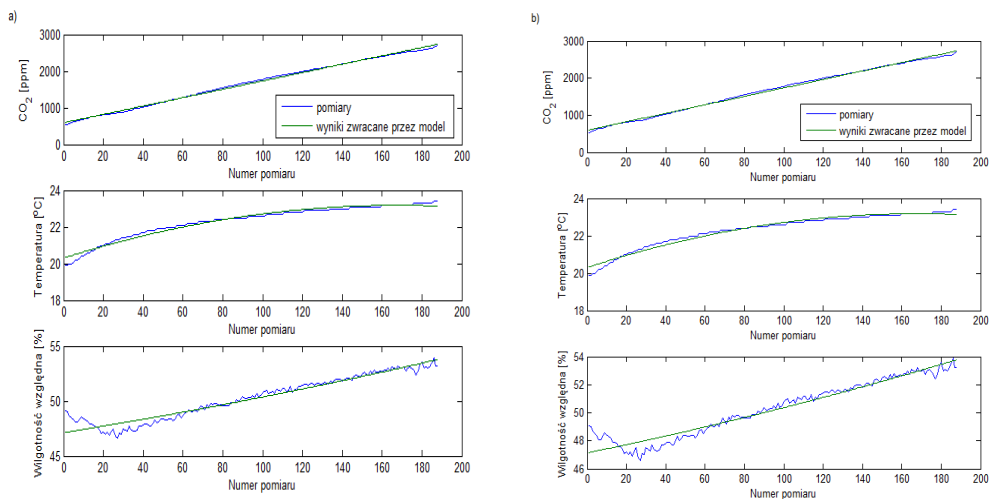 a)
3000
2000
1000
0
CO2 [ppm]
pomiary
wyniki zwracane przez model
0 20 40 60 80 100 120 140 160 180 200
Numer pomiaru
24
22
20
18
Temperatura [ºC]
0 20 40 60 80 100 120 140 160 180 200
Numer pomiaru
55
50
45
Wilgotność względna [%]
0 20 40 60 80 100 120 140 160 180 200
Numer pomiaru
b)
3000
2000
1000
0
CO2 [ppm]
pomiary
wyniki zwracane przez model
0 20 40 60 80 100 120 140 160 180 200
Numer pomiaru
24
22
20
18
Temperatura [ºC]
0 20 40 60 80 100 120 140 160 180 200
Numer pomiaru
54
52
50
48
46
Wilgotność względna [%]
0 20 40 60 80 100 120 140 160 180 200
Numer pomiaru